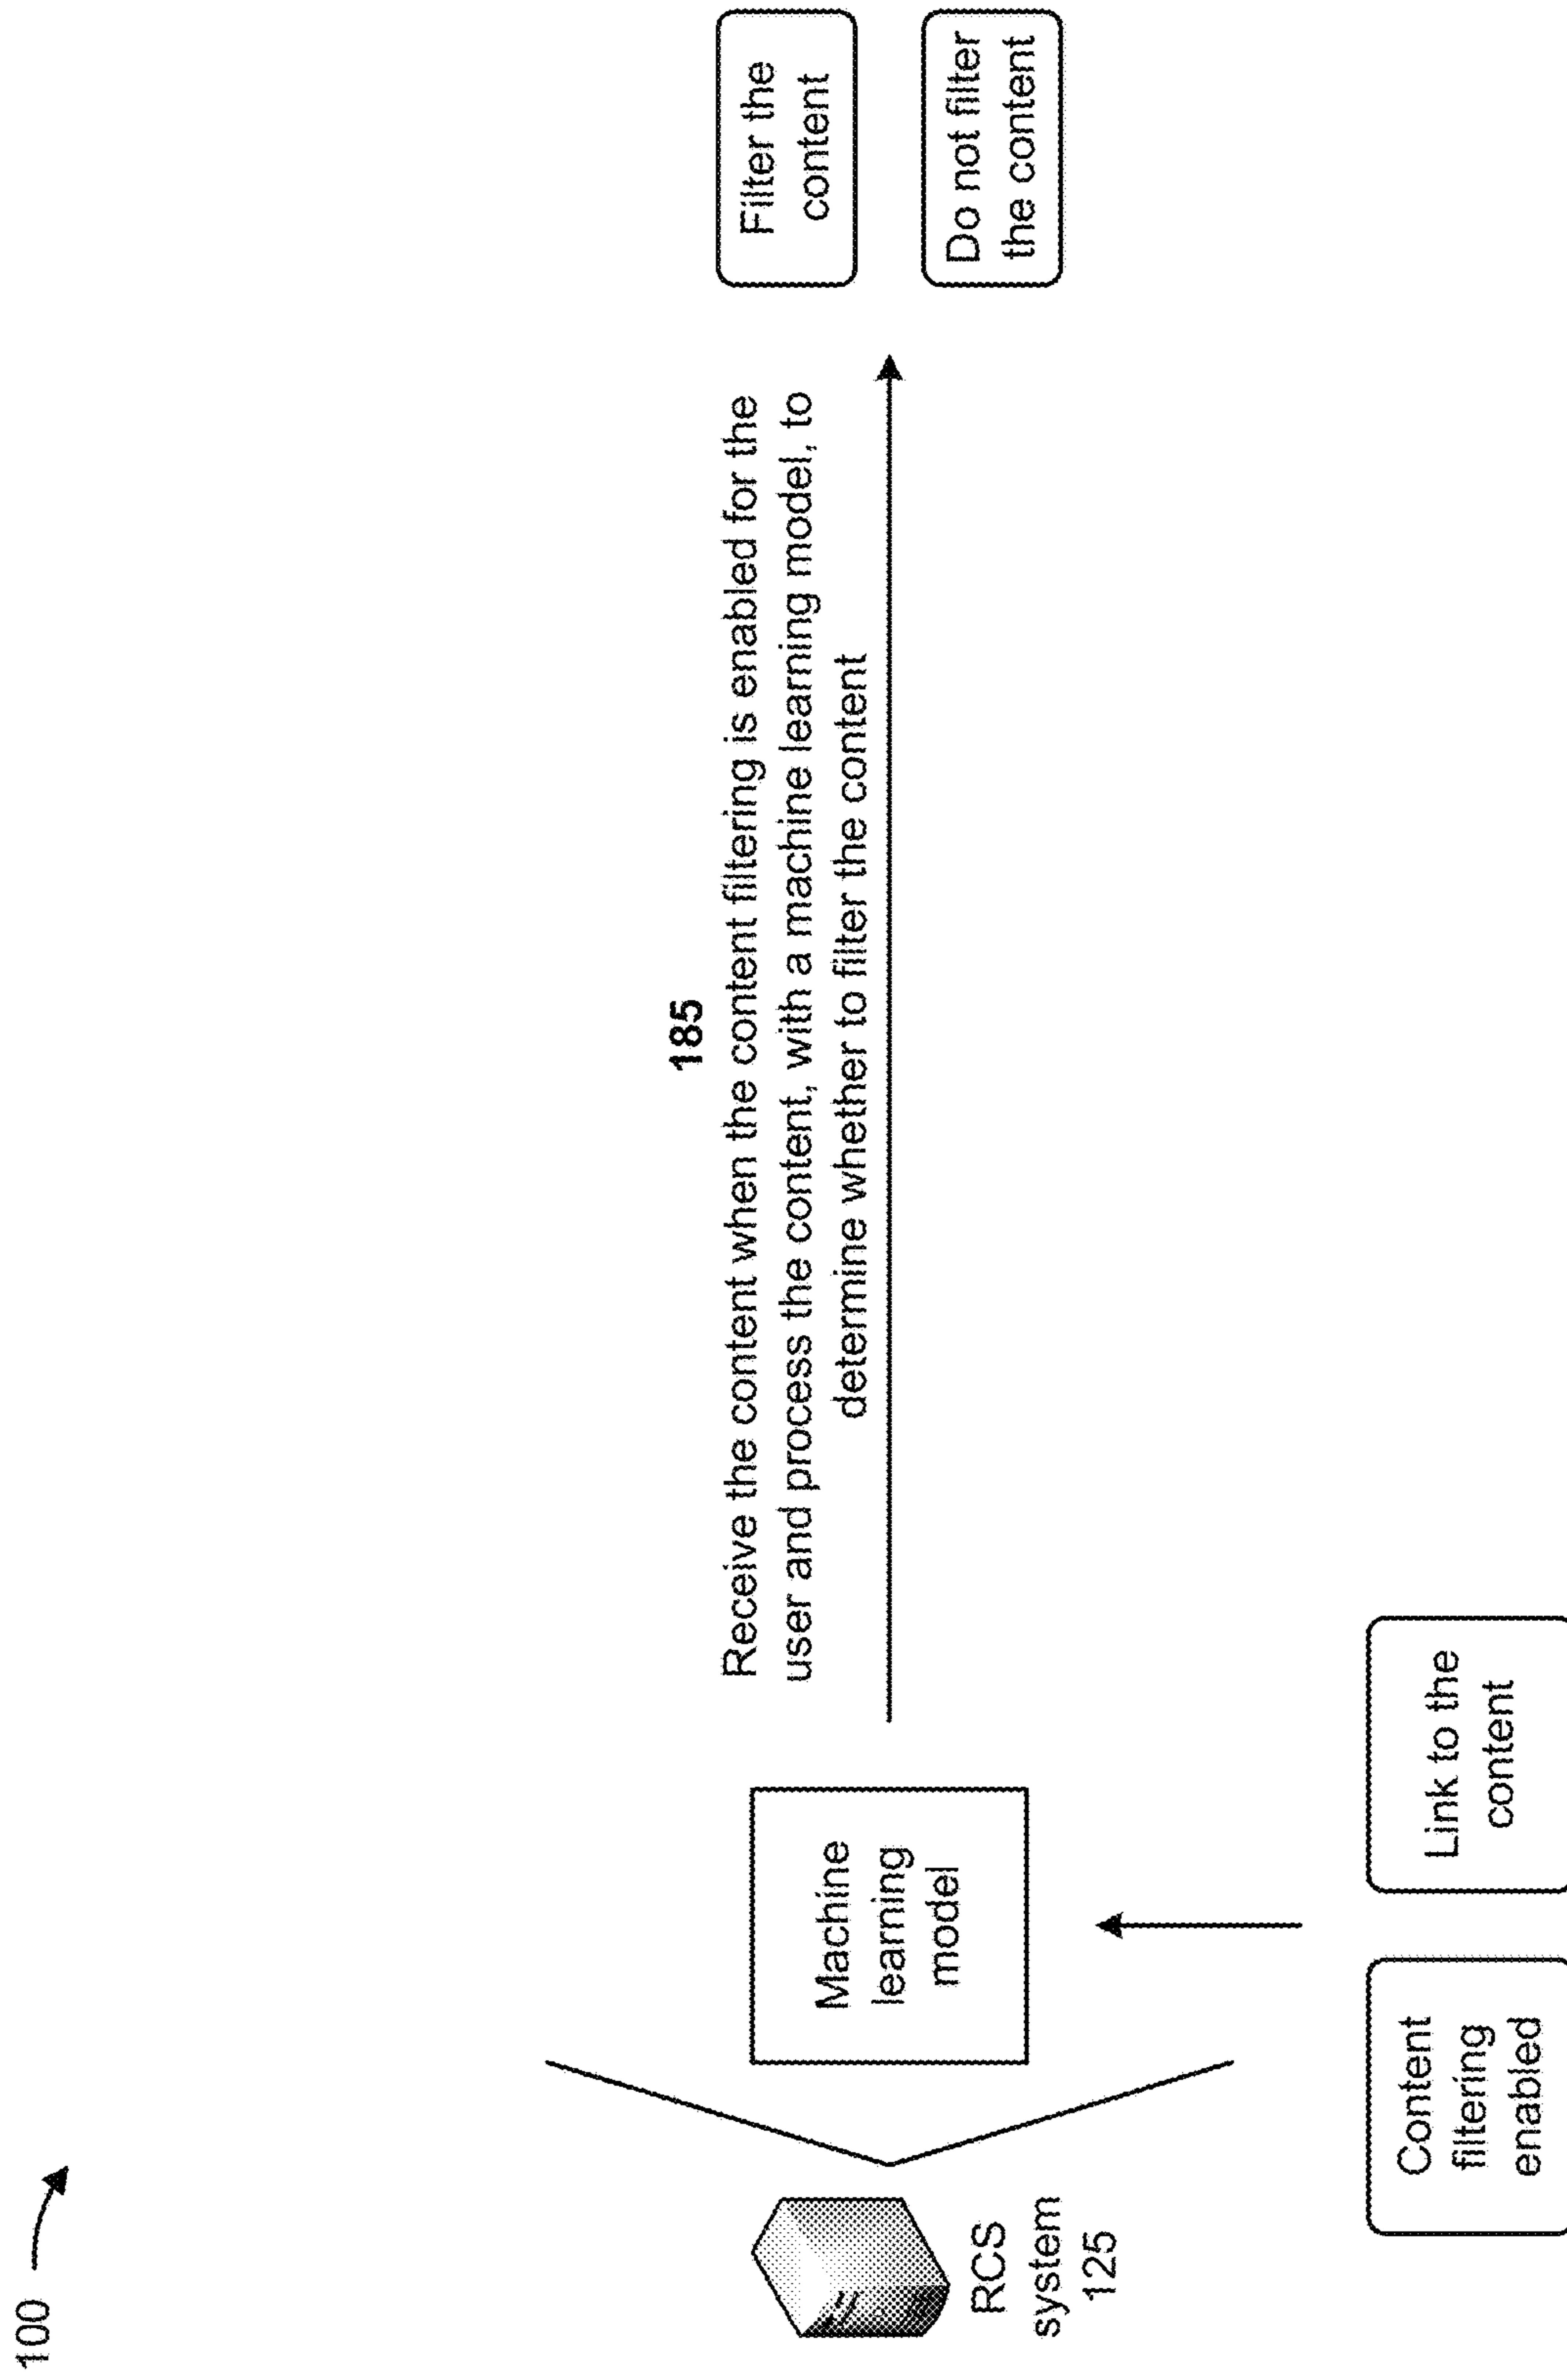 100
185
Receive the content when the content filtering is enabled for the
user and process the content, with a machine learning model, to
determine whether to filter the content
Filter the
content
Do not filter
the content
Machine
learning
model
RCS
system
125
Content
filtering
enabled
Link to the
content